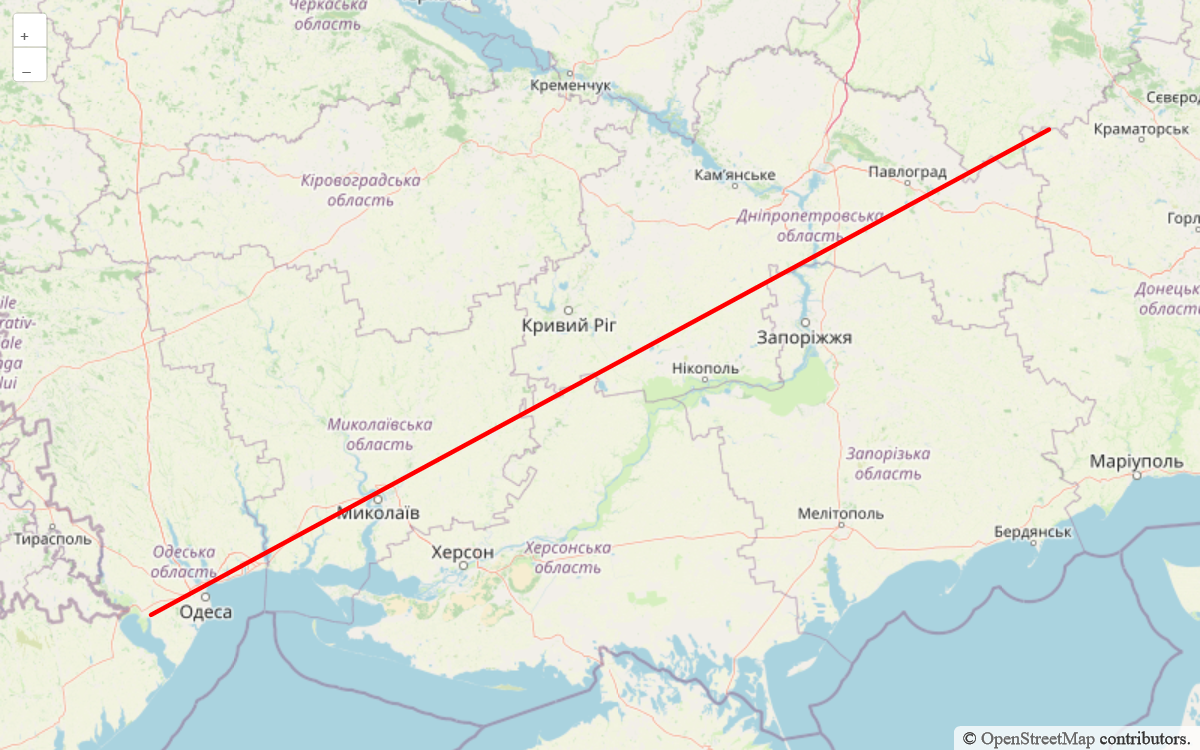 +
–
Черкаська
область
Кременчук
Сєвєрод
Краматорськ
Кіровоградська
область
Кам'янське
Павлоград
Дніпропетровська
область
Горл
Донецьк
област
ile
rativ-
ale
nga
lui
Кривий Ріг
Запоріжжя
Нікополь
Миколаївська
область
Запорізька
область
Маріуполь
Миколаїв
Мелітополь
Бердянськ
Тирасполь
Одеська
область
Херсон
Херсонська
область
Одеса
© OpenStreetMap contributors.